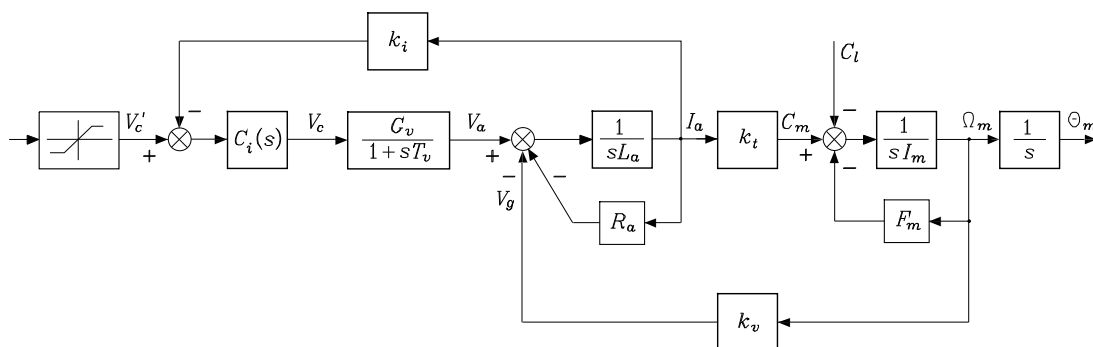 k_i
C_l
V_c'
−
+
C_i(s)
V_c
G_v
1 + sT_v
V_a
+
−
−
V_g
1
sL_a
I_a
k_t
C_m
+
−
−
1
sI_m
Ω_m
1
s
Θ_m
R_a
F_m
k_v